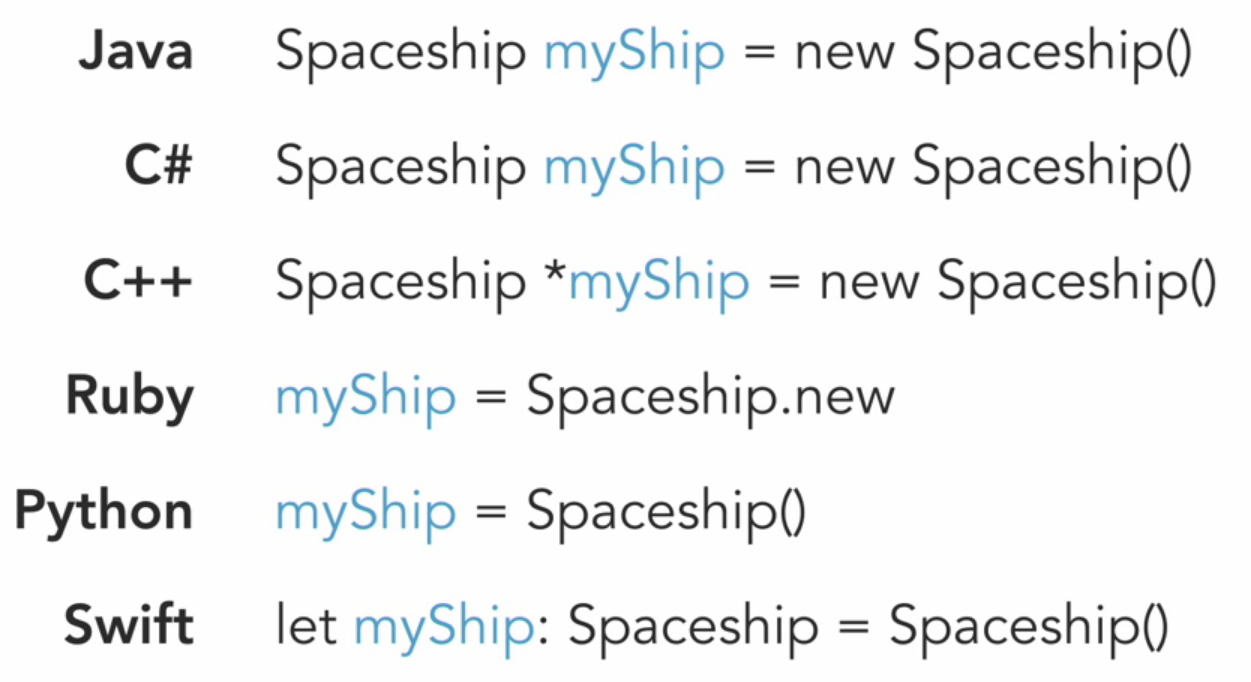 Java Spaceship myShip = new Spaceship()
C# Spaceship myShip = new Spaceship()
C++ Spaceship *myShip = new Spaceship()
Ruby myShip = Spaceship.new
Python myShip = Spaceship()
Swift let myShip: Spaceship = Spaceship()